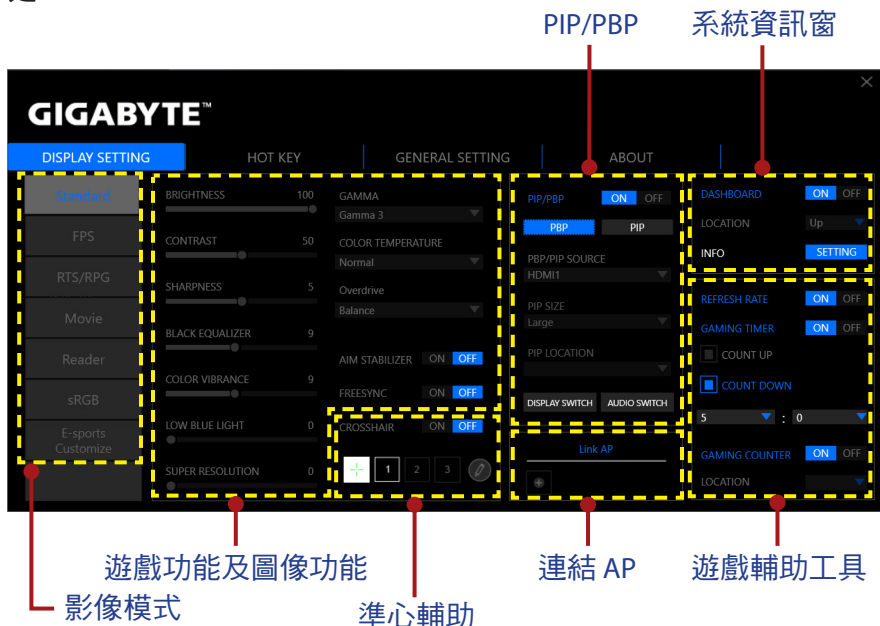 PIP/PBP
系統資訊窗
GIGABYTE™
DISPLAY SETTING
HOT KEY
GENERAL SETTING
ABOUT
Standard
FPS
RTS/RPG
Movie
Reader
sRGB
E-sports
Customize
BRIGHTNESS 100
CONTRAST 50
SHARPNESS 5
BLACK EQUALIZER 9
COLOR VIBRANCE 9
LOW BLUE LIGHT 0
SUPER RESOLUTION 0
GAMMA
Gamma 3
COLOR TEMPERATURE
Normal
Overdrive
Balance
AIM STABILIZER ON OFF
FREESYNC ON OFF
CROSSHAIR ON OFF
1 2 3
PIP/PBP ON OFF
PBP PIP
PBP/PIP SOURCE
HDMI1
PIP SIZE
Large
PIP LOCATION
DISPLAY SWITCH AUDIO SWITCH
Link AP
DASHBOARD ON OFF
LOCATION Up
INFO SETTING
REFRESH RATE ON OFF
GAMING TIMER ON OFF
COUNT UP
COUNT DOWN
5 : 0
GAMING COUNTER ON OFF
LOCATION
遊戲功能及圖像功能
連結 AP
遊戲輔助工具
影像模式
準心輔助